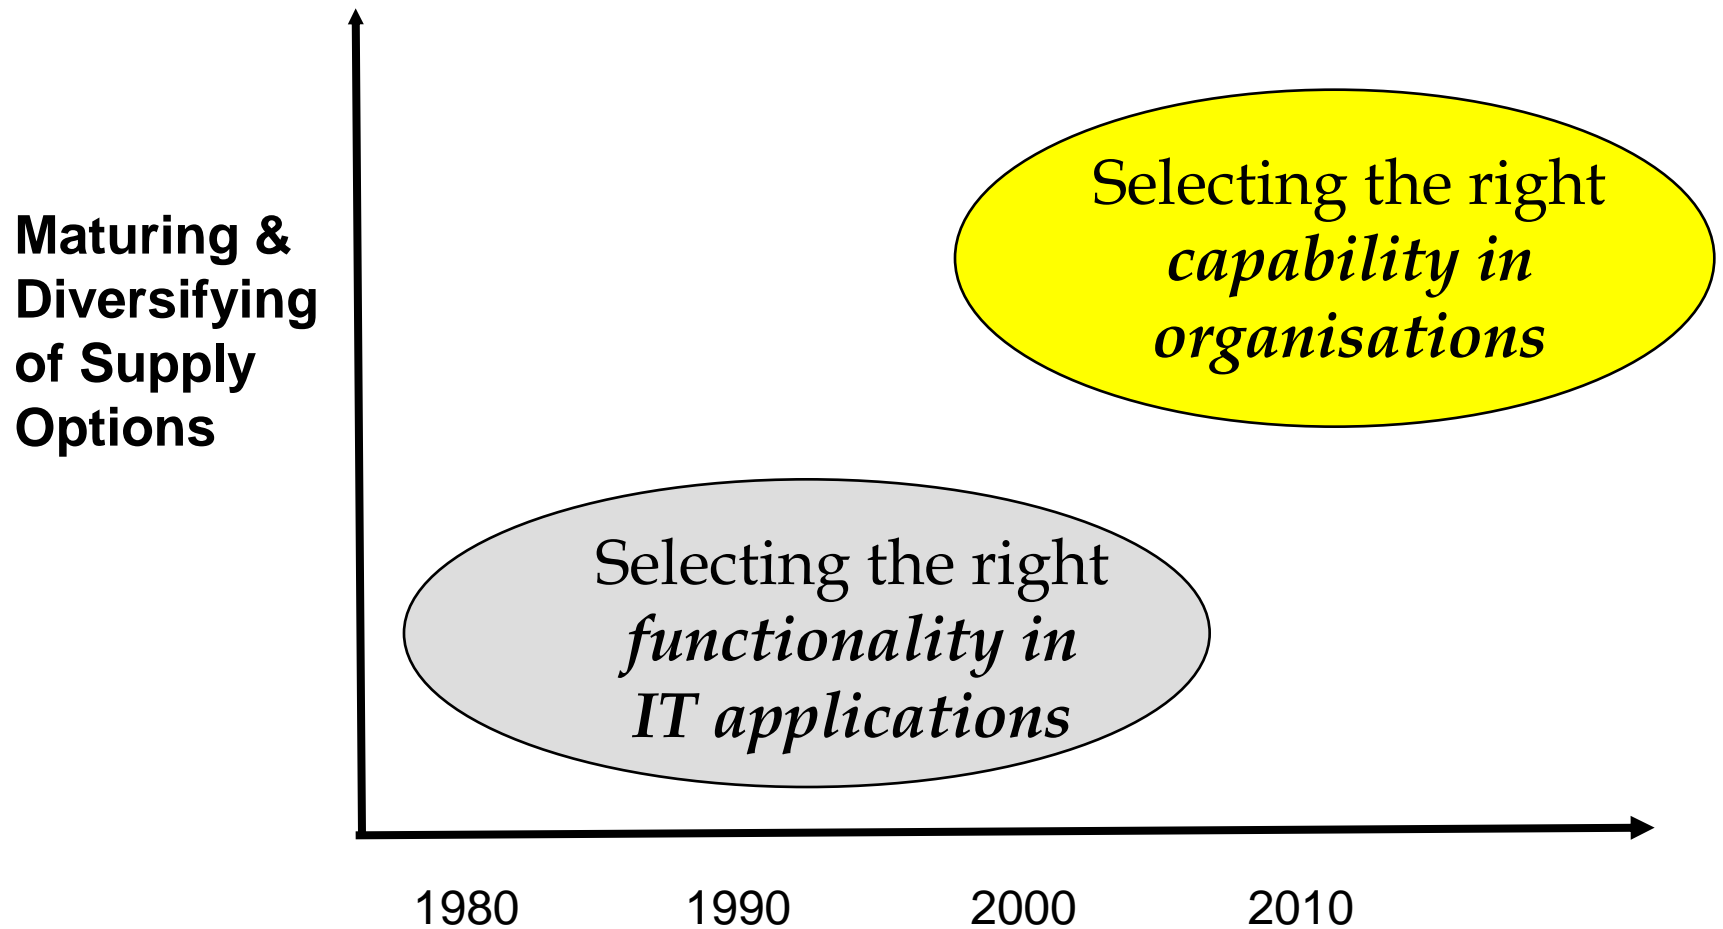 Maturing &
Diversifying
of Supply
Options
Selecting the right
capability in
organisations
Selecting the right
functionality in
IT applications
1980 1990 2000 2010